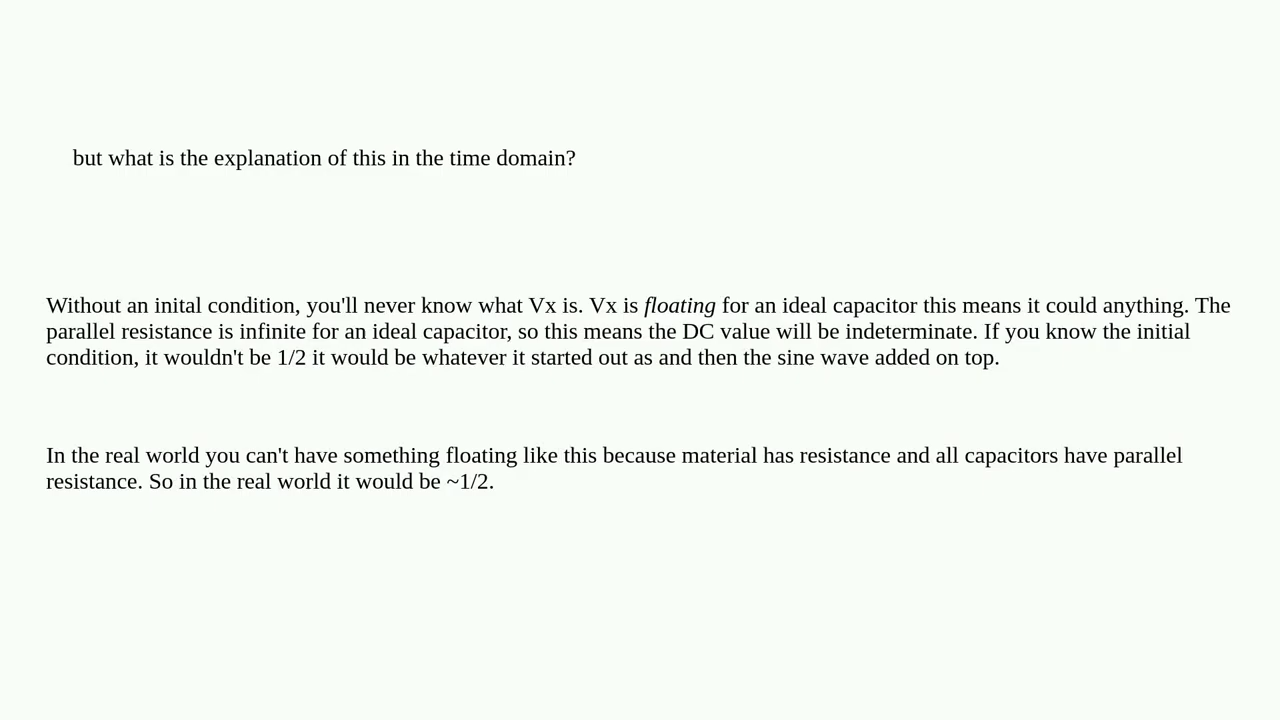 but what is the explanation of this in the time domain?
Without an inital condition, you'll never know what Vx is. Vx is floating for an ideal capacitor this means it could anything. The
parallel resistance is infinite for an ideal capacitor, so this means the DC value will be indeterminate. If you know the initial
condition, it wouldn't be 1/2 it would be whatever it started out as and then the sine wave added on top.
In the real world you can't have something floating like this because material has resistance and all capacitors have parallel
resistance. So in the real world it would be ~1/2.